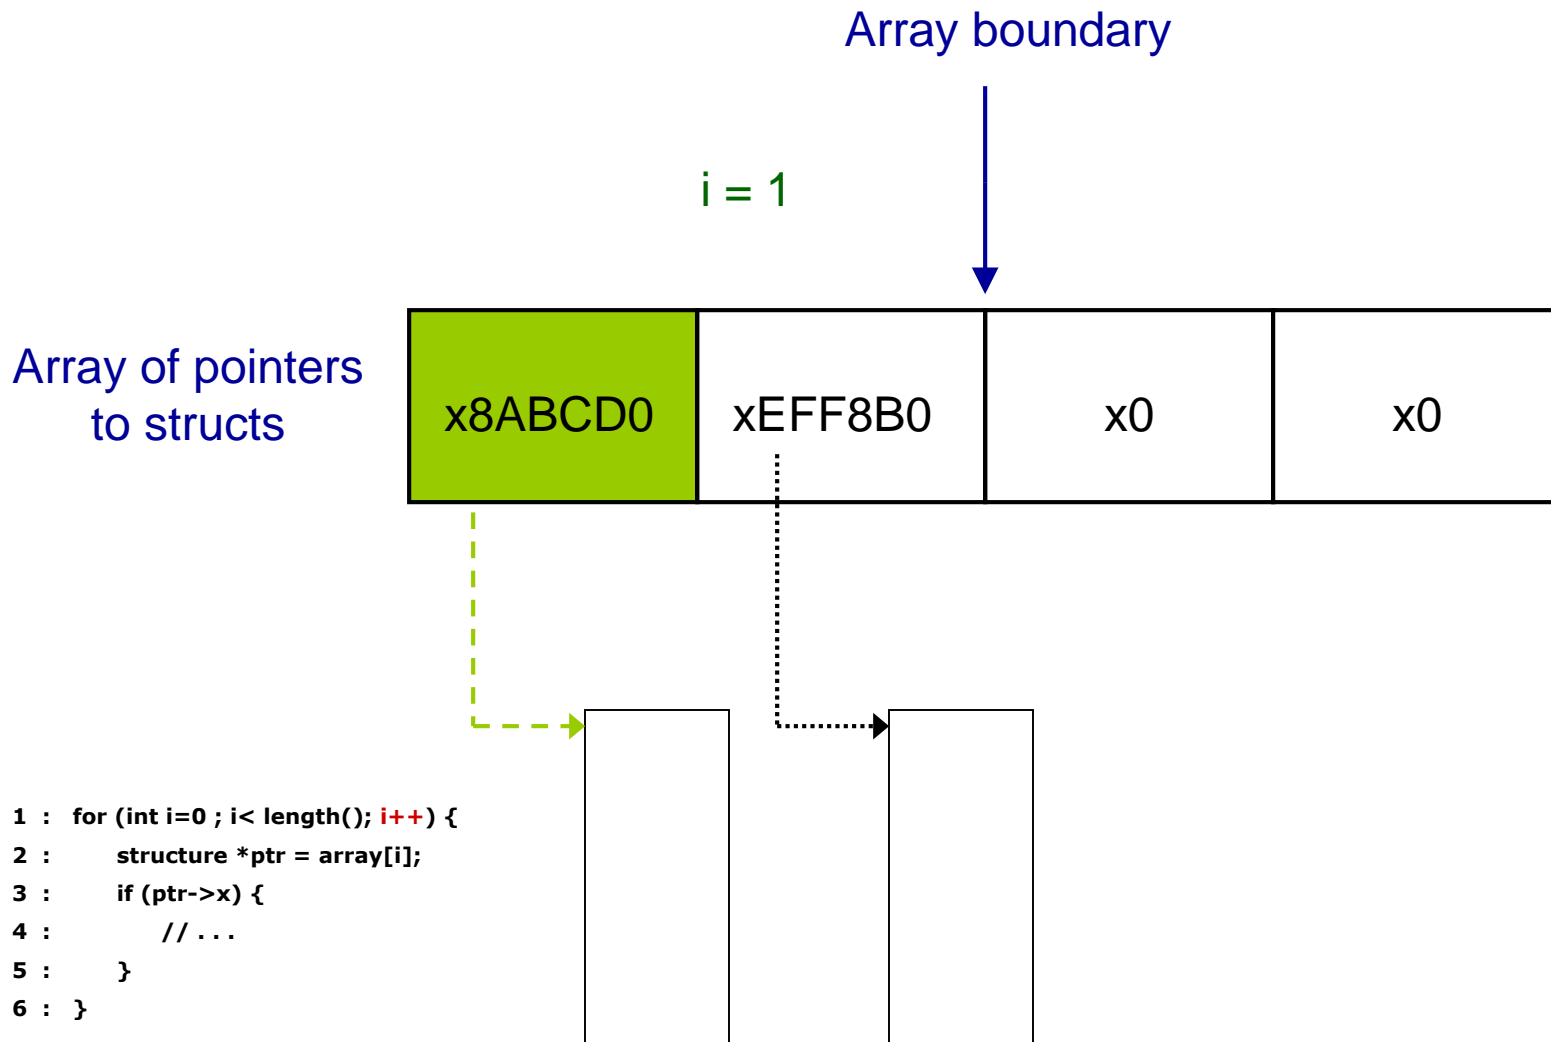 Array boundary
i = 1
Array of pointers
to structs
x8ABCD0 xEFF8B0 x0 x0
1 : for (int i=0 ; i< length(); i++) {
2 : structure *ptr = array[i];
3 : if (ptr->x) {
4 : // . . .
5 : }
6 : }